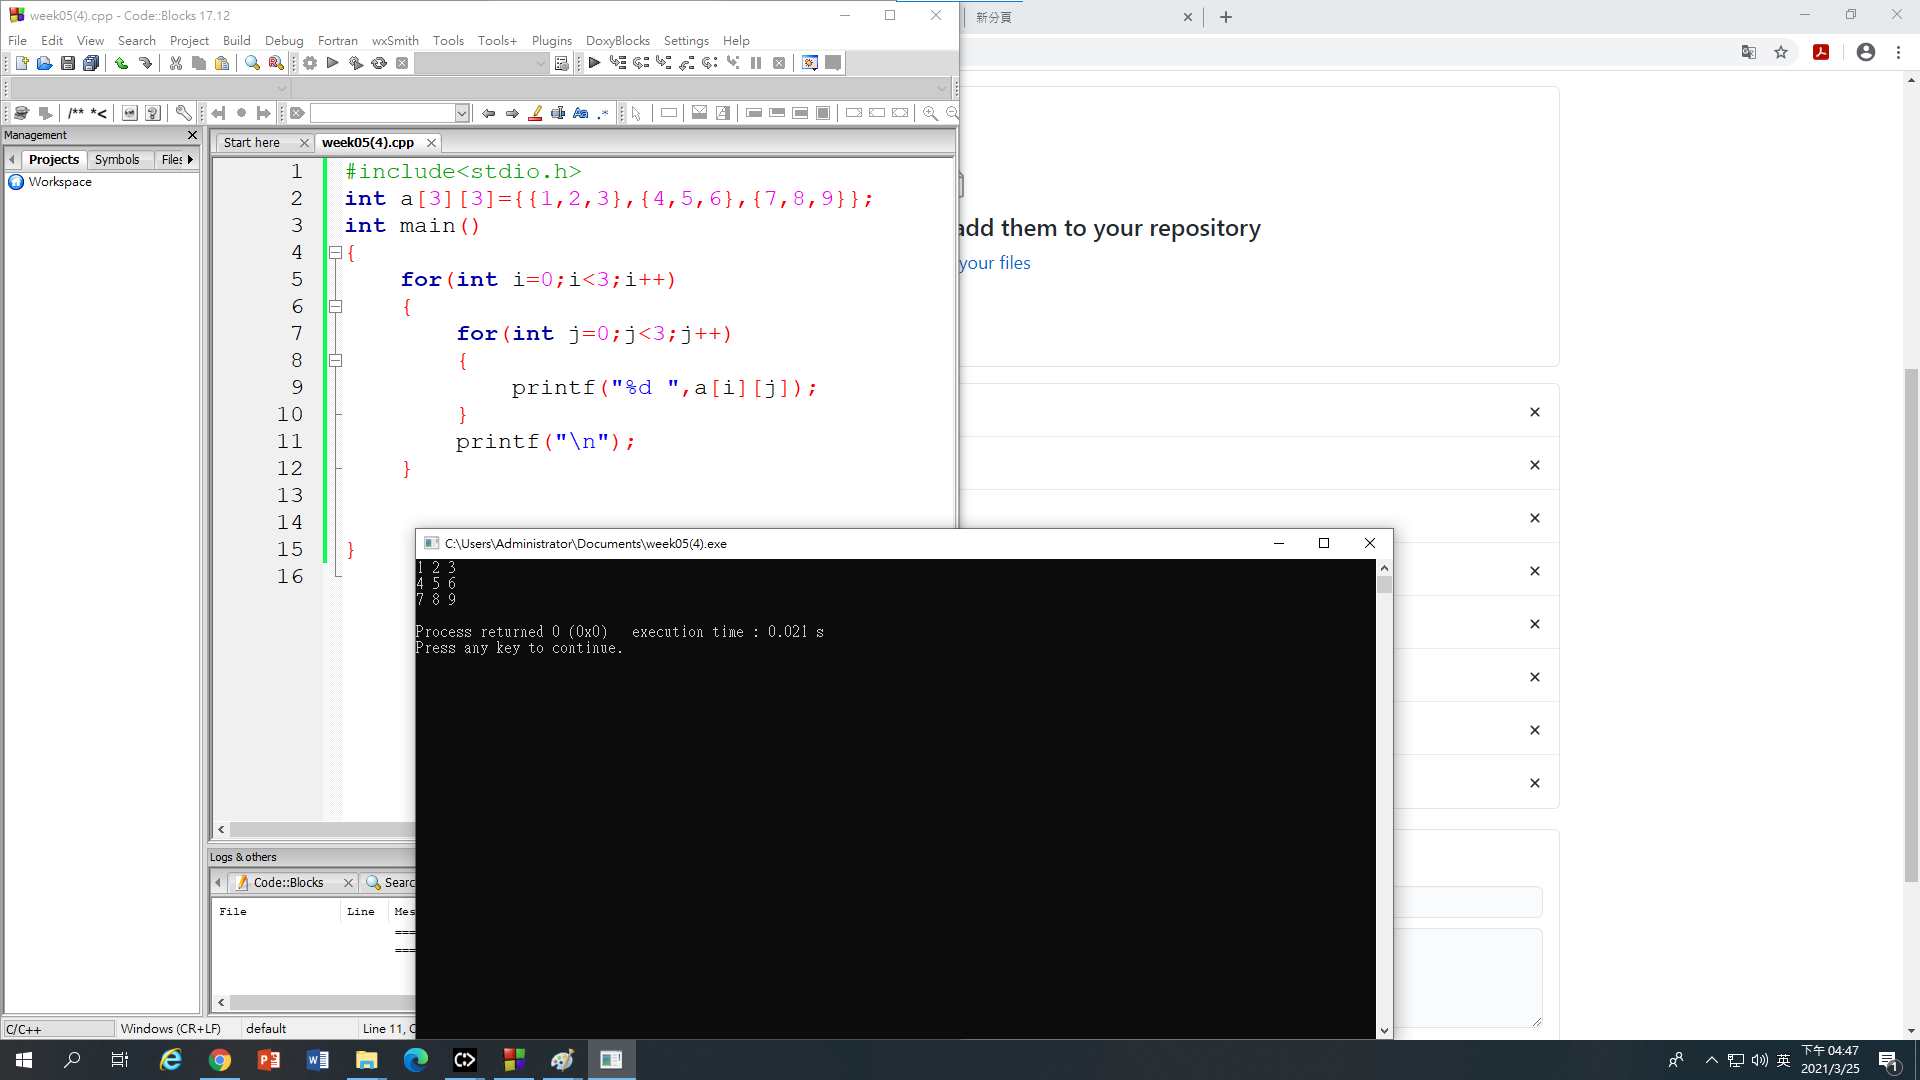 week05(4).cpp - Code::Blocks 17.12
File Edit View Search Project Build Debug Fortran wxSmith Tools Tools+ Plugins DoxyBlocks Settings Help
/** *<
Management
Projects Symbols Files
Workspace
Start here
week05(4).cpp
1 #include<stdio.h>
2 int a[3][3]={{1,2,3},{4,5,6},{7,8,9}};
3 int main()
4 {
5 for(int i=0;i<3;i++)
6 {
7 for(int j=0;j<3;j++)
8 {
9 printf("%d ",a[i][j]);
10 }
11 printf("\n");
12 }
13
14
15 }
16
Logs & others
Code::Blocks
Searc
File Line Mes
===
===
C/C++ Windows (CR+LF) default Line 11, C
C:\Users\Administrator\Documents\week05(4).exe
1 2 3
4 5 6
7 8 9
Process returned 0 (0x0) execution time : 0.021 s
Press any key to continue.
新分頁
add them to your repository
your files
英
下午 04:47
2021/3/25
1